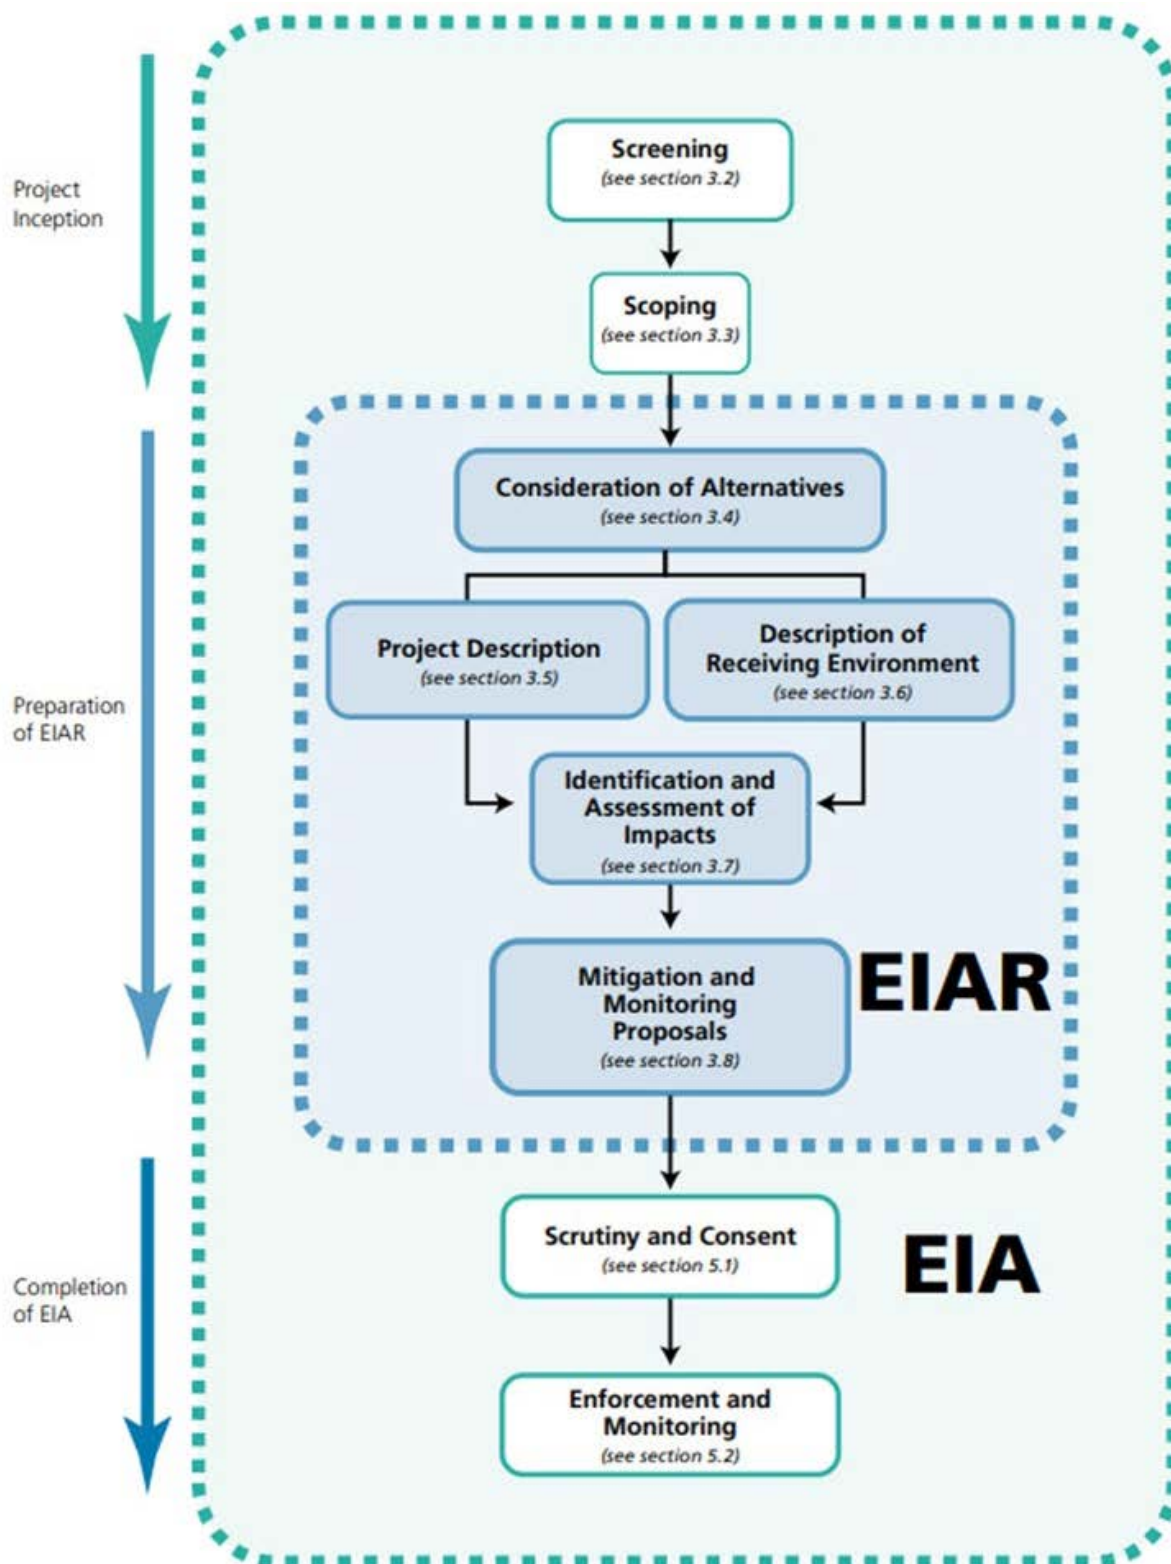 Project
Inception
Screening
(see section 3.2)
Scoping
(see section 3.3)
Preparation
of EIAR
Consideration of Alternatives
(see section 3.4)
Project Description
(see section 3.5)
Description of
Receiving Environment
(see section 3.6)
Identification and
Assessment of
Impacts
(see section 3.7)
Mitigation and
Monitoring
Proposals
(see section 3.8)
EIAR
Completion
of EIA
Scrutiny and Consent
(see section 5.1)
EIA
Enforcement and
Monitoring
(see section 5.2)